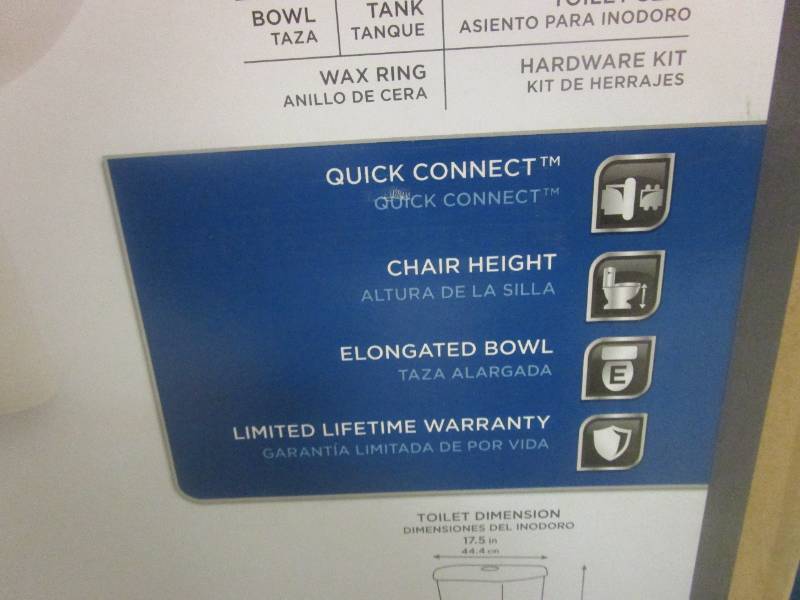 BOWL
TAZA
TANK
TANQUE
ASIENTO PARA INODORO
WAX RING
ANILLO DE CERA
HARDWARE KIT
KIT DE HERRAJES
QUICK CONNECT™
QUICK CONNECT™
CHAIR HEIGHT
ALTURA DE LA SILLA
ELONGATED BOWL
TAZA ALARGADA
E
LIMITED LIFETIME WARRANTY
GARANTÍA LIMITADA DE POR VIDA
TOILET DIMENSION
DIMENSIONES DEL INODORO
17.5 in
44.4 cm